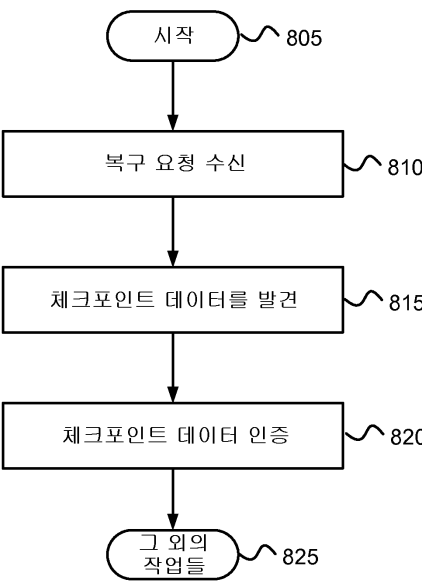 시작
805
복구 요청 수신
810
체크포인트 데이터를 발견
815
체크포인트 데이터 인증
820
그 외의
작업들
825